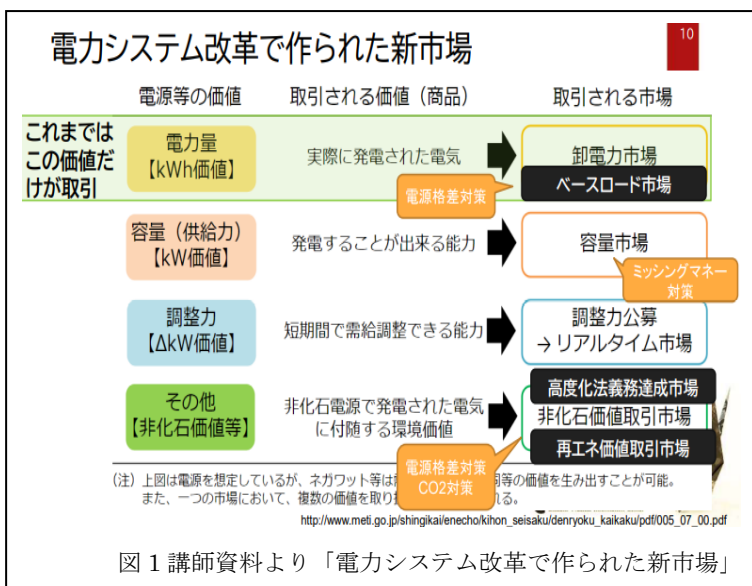 電力システム改革で作られた新市場
10
電源等の価値
取引される価値（商品）
取引される市場
これまでは
この価値だ
けが取引
電力量
【kWh価値】
実際に発電された電気
卸電力市場
ベースロード市場
電源格差対策
容量（供給力）
【kW価値】
発電することが出来る能力
容量市場
ミッシングマネー
対策
調整力
【ΔkW価値】
短期間で需給調整できる能力
調整力公募
→リアルタイム市場
その他
【非化石価値等】
非化石電源で発電された電気
に付随する環境価値
高度化法義務達成市場
非化石価値取引市場
再エネ価値取引市場
電源格差対策
CO2対策
（注）上図は電源を想定しているが、ネガワット等は 同等の価値を生み出すことが可能。
また、一つの市場において、複数の価値を取り れる。
http://www.meti.go.jp/shingikai/enecho/kihon_seisaku/denryoku_kaikaku/pdf/005_07_00.pdf
図1講師資料より「電力システム改革で作られた新市場」